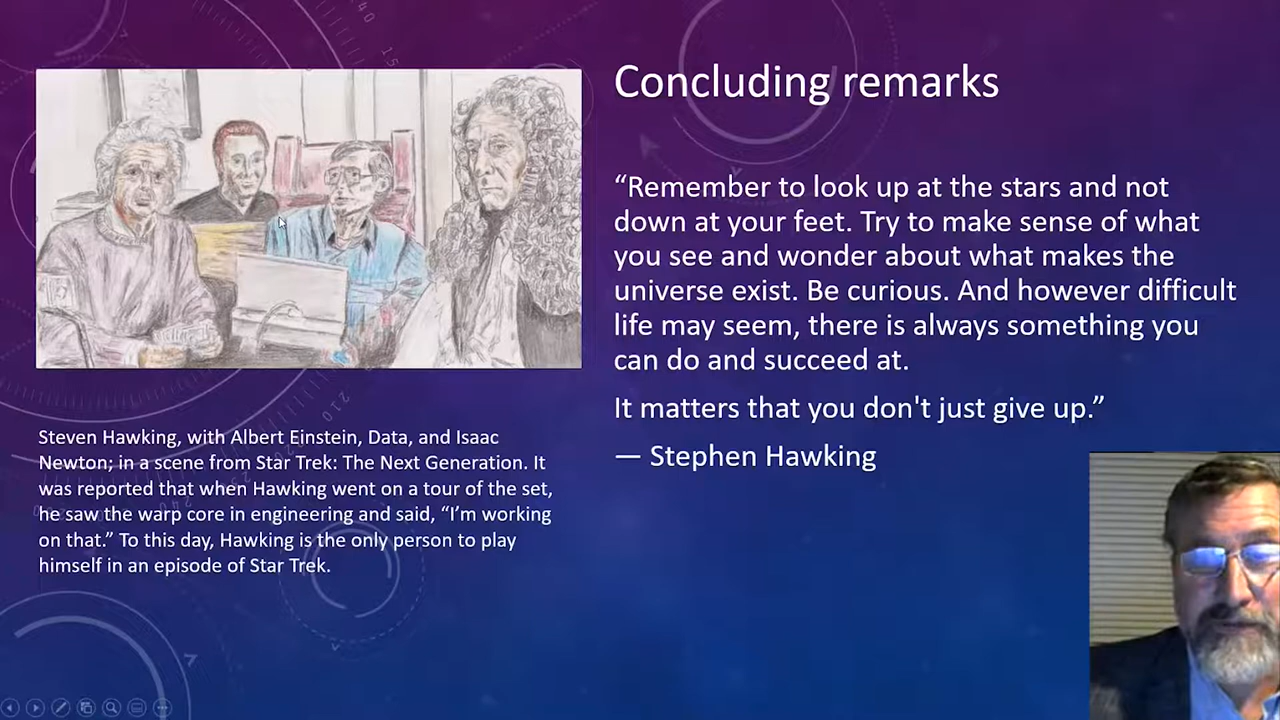 Concluding remarks
“Remember to look up at the stars and not
down at your feet. Try to make sense of what
you see and wonder about what makes the
universe exist. Be curious. And however difficult
life may seem, there is always something you
can do and succeed at.
It matters that you don't just give up.”
— Stephen Hawking
Steven Hawking, with Albert Einstein, Data, and Isaac
Newton; in a scene from Star Trek: The Next Generation. It
was reported that when Hawking went on a tour of the set,
he saw the warp core in engineering and said, “I’m working
on that.” To this day, Hawking is the only person to play
himself in an episode of Star Trek.